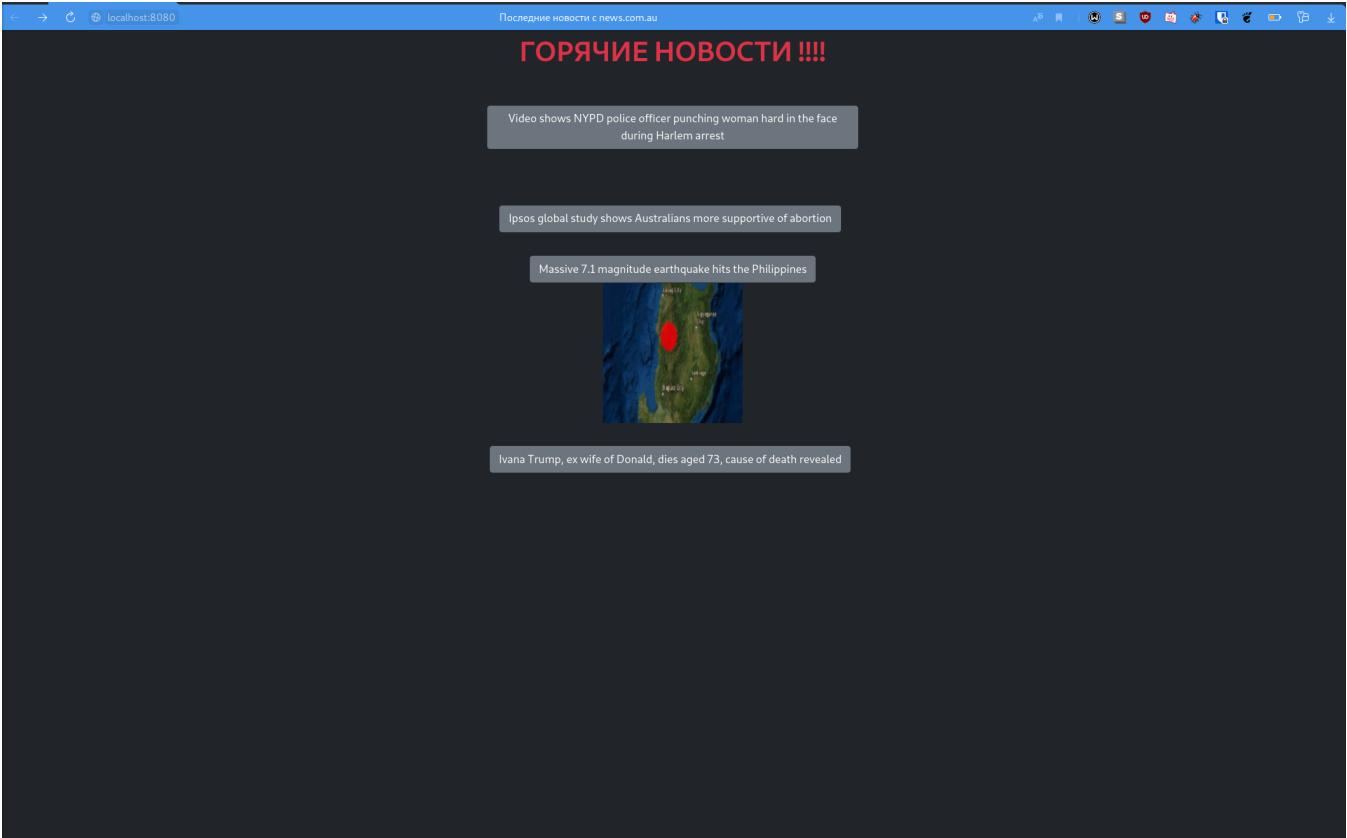 localhost:8080
Последние новости с news.com.au
ГОРЯЧИЕ НОВОСТИ !!!!
Video shows NYPD police officer punching woman hard in the face
during Harlem arrest
Ipsos global study shows Australians more supportive of abortion
Massive 7.1 magnitude earthquake hits the Philippines
Baguio City
Ivana Trump, ex wife of Donald, dies aged 73, cause of death revealed